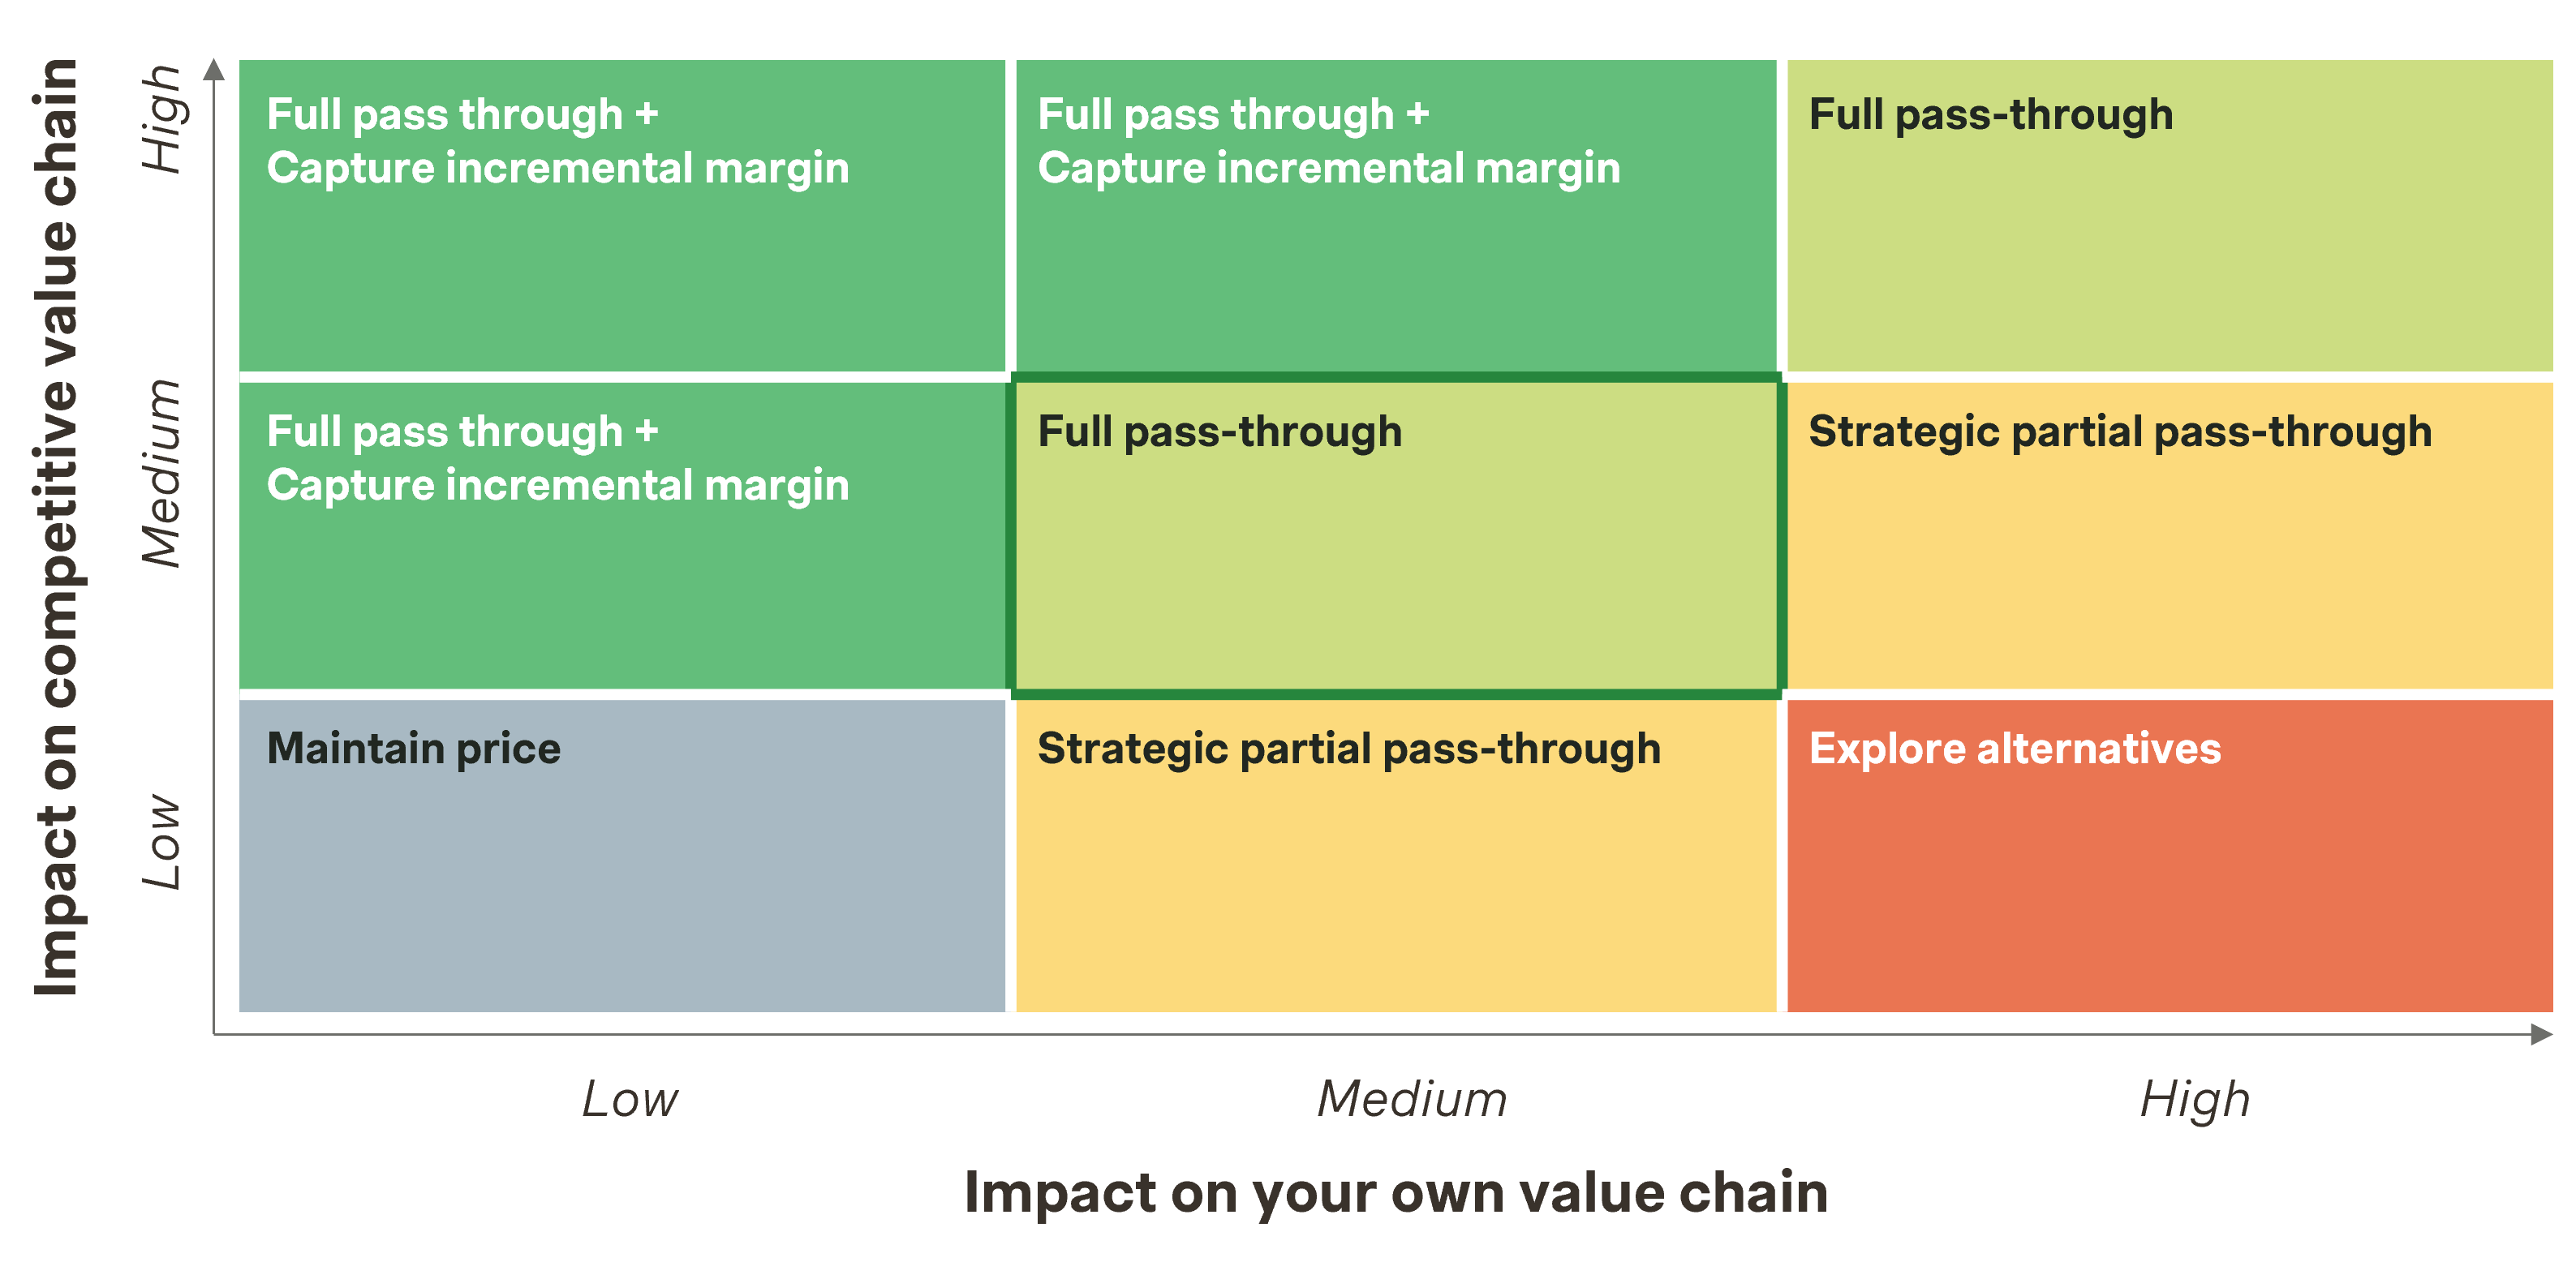 Impact on competitive value chain
High
Full pass through +
Capture incremental margin
Full pass through +
Capture incremental margin
Full pass-through
Medium
Full pass through +
Capture incremental margin
Full pass-through
Strategic partial pass-through
Low
Maintain price
Strategic partial pass-through
Explore alternatives
Low
Medium
High
Impact on your own value chain